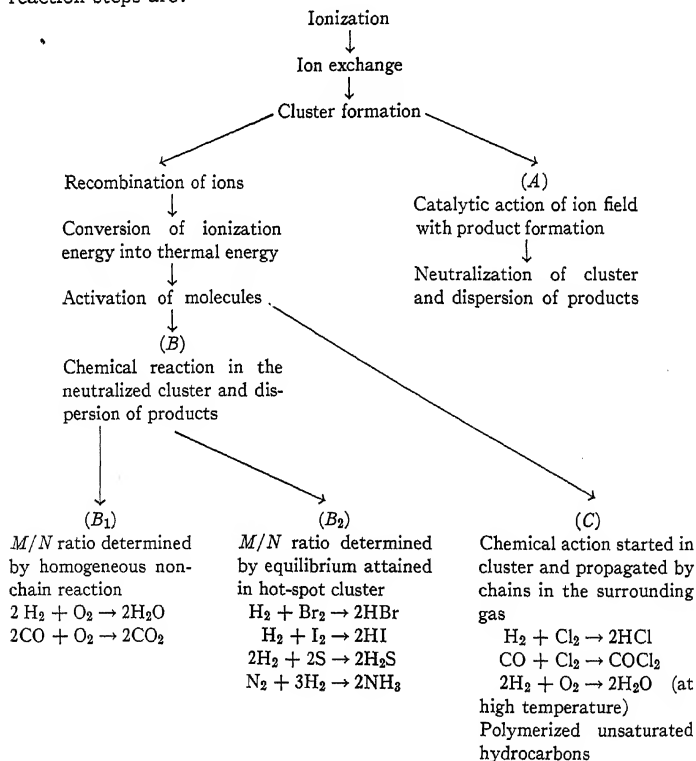 reaction steps are:
Ionization
Ion exchange
Cluster formation
Recombination of ions
Conversion of ionization
energy into thermal energy
Activation of molecules
(B)
Chemical reaction in the
neutralized cluster and dis-
persion of products
(A)
Catalytic action of ion field
with product formation
Neutralization of cluster
and dispersion of products
(B₁)
M/N ratio determined
by homogeneous non-
chain reaction
2 H₂ + O₂ → 2H₂O
2CO + O₂ → 2CO₂
(B₂)
M/N ratio determined
by equilibrium attained
in hot-spot cluster
H₂ + Br₂ → 2HBr
H₂ + I₂ → 2HI
2H₂ + 2S → 2H₂S
N₂ + 3H₂ → 2NH₃
(C)
Chemical action started in
cluster and propagated by
chains in the surrounding
gas
H₂ + Cl₂ → 2HCl
CO + Cl₂ → COCl₂
2H₂ + O₂ → 2H₂O (at
high temperature)
Polymerized unsaturated
hydrocarbons